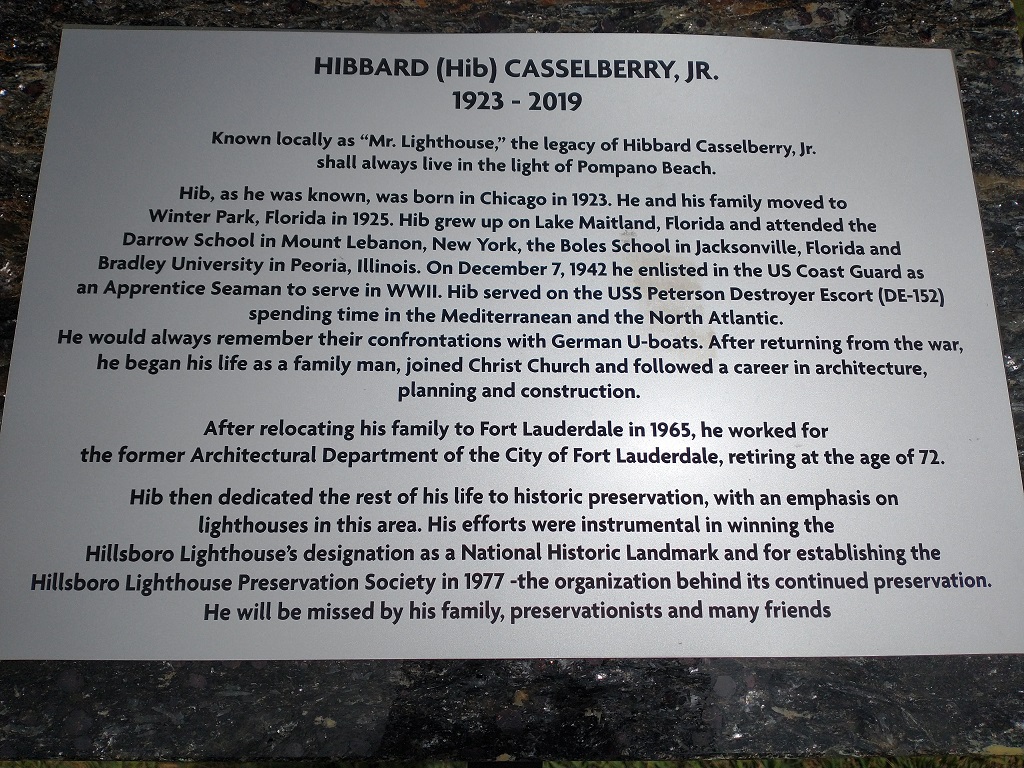 HIBBARD (Hib) CASSELBERRY, JR.
1923 - 2019
Known locally as “Mr. Lighthouse,” the legacy of Hibbard Casselberry, Jr.
shall always live in the light of Pompano Beach.
Hib, as he was known, was born in Chicago in 1923. He and his family moved to
Winter Park, Florida in 1925. Hib grew up on Lake Maitland, Florida and attended the
Darrow School in Mount Lebanon, New York, the Boles School in Jacksonville, Florida and
Bradley University in Peoria, Illinois. On December 7, 1942 he enlisted in the US Coast Guard as
an Apprentice Seaman to serve in WWII. Hib served on the USS Peterson Destroyer Escort (DE-152)
spending time in the Mediterranean and the North Atlantic.
He would always remember their confrontations with German U-boats. After returning from the war,
he began his life as a family man, joined Christ Church and followed a career in architecture,
planning and construction.
After relocating his family to Fort Lauderdale in 1965, he worked for
the former Architectural Department of the City of Fort Lauderdale, retiring at the age of 72.
Hib then dedicated the rest of his life to historic preservation, with an emphasis on
lighthouses in this area. His efforts were instrumental in winning the
Hillsboro Lighthouse’s designation as a National Historic Landmark and for establishing the
Hillsboro Lighthouse Preservation Society in 1977 -the organization behind its continued preservation.
He will be missed by his family, preservationists and many friends